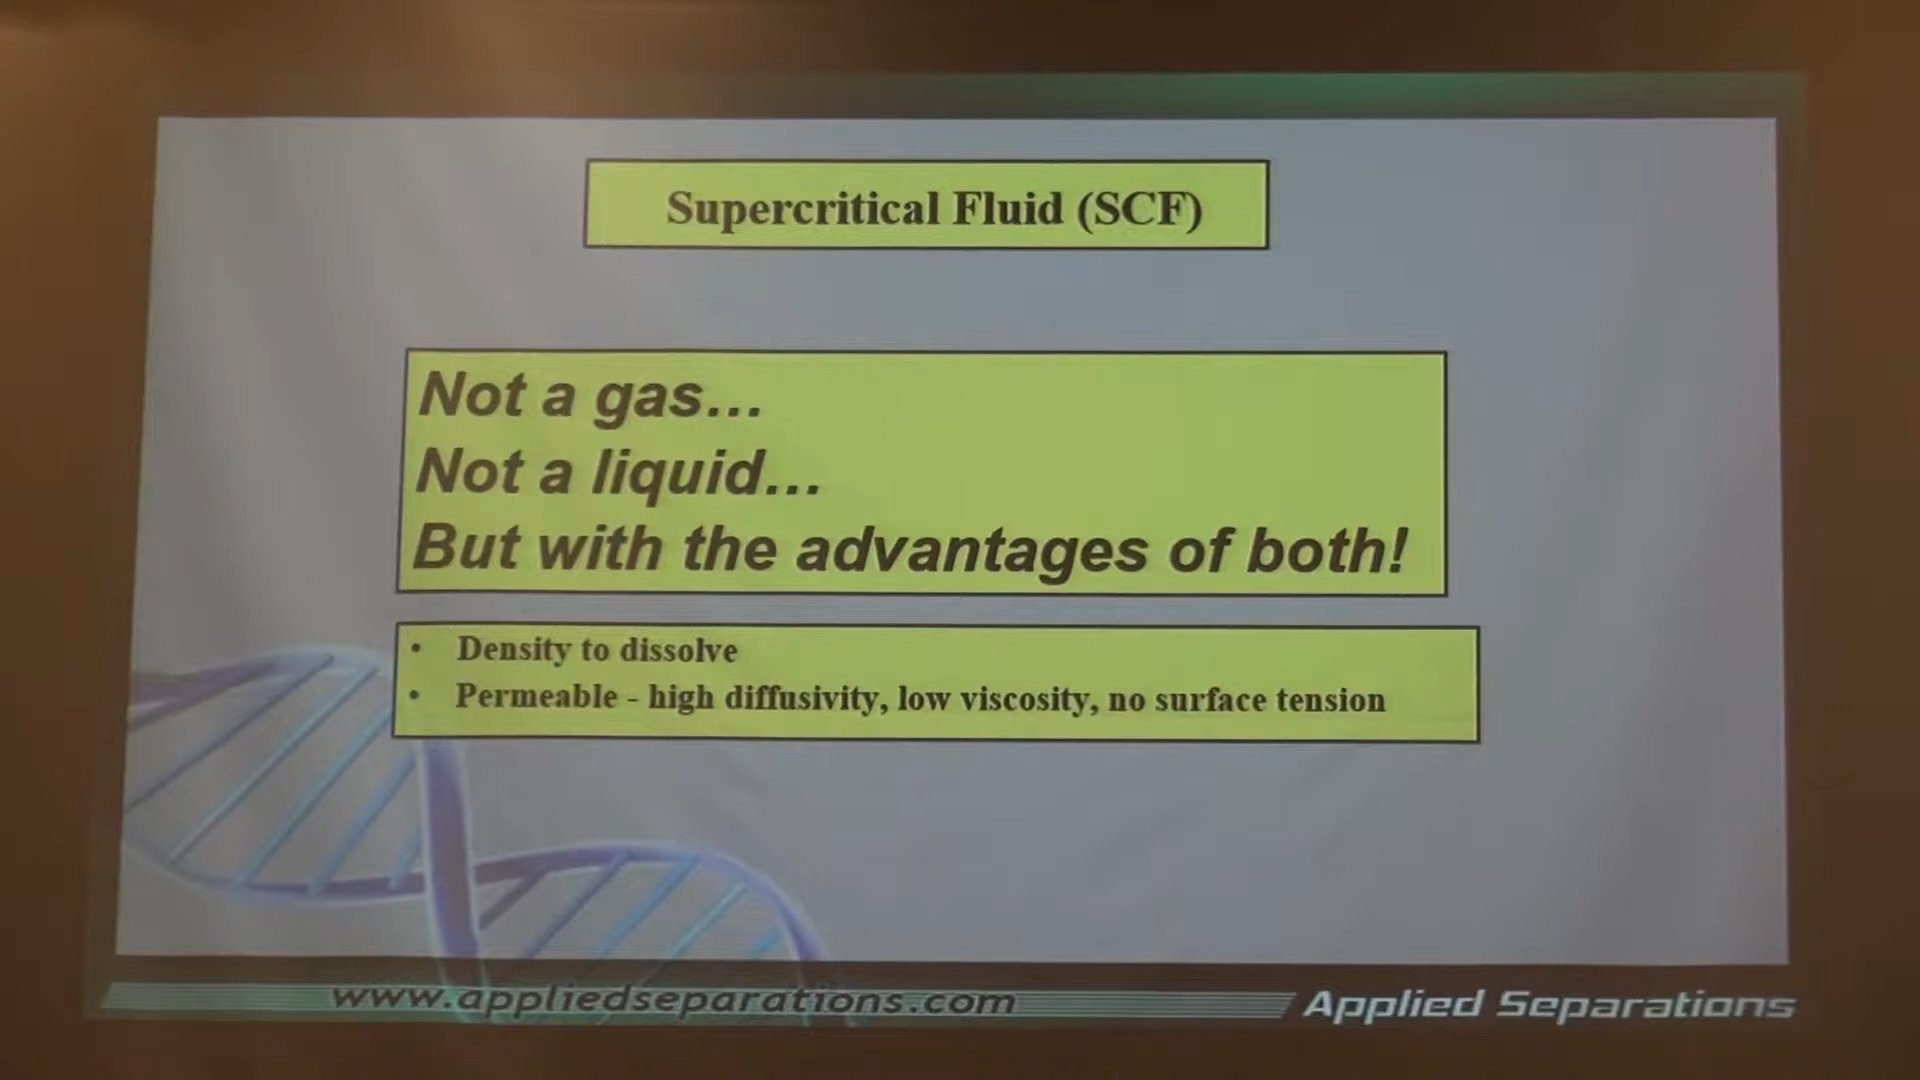 Supercritical Fluid (SCF)
Not a gas...
Not a liquid...
But with the advantages of both!
• Density to dissolve
• Permeable - high diffusivity, low viscosity, no surface tension
www.appliedseparations.com
Applied Separations